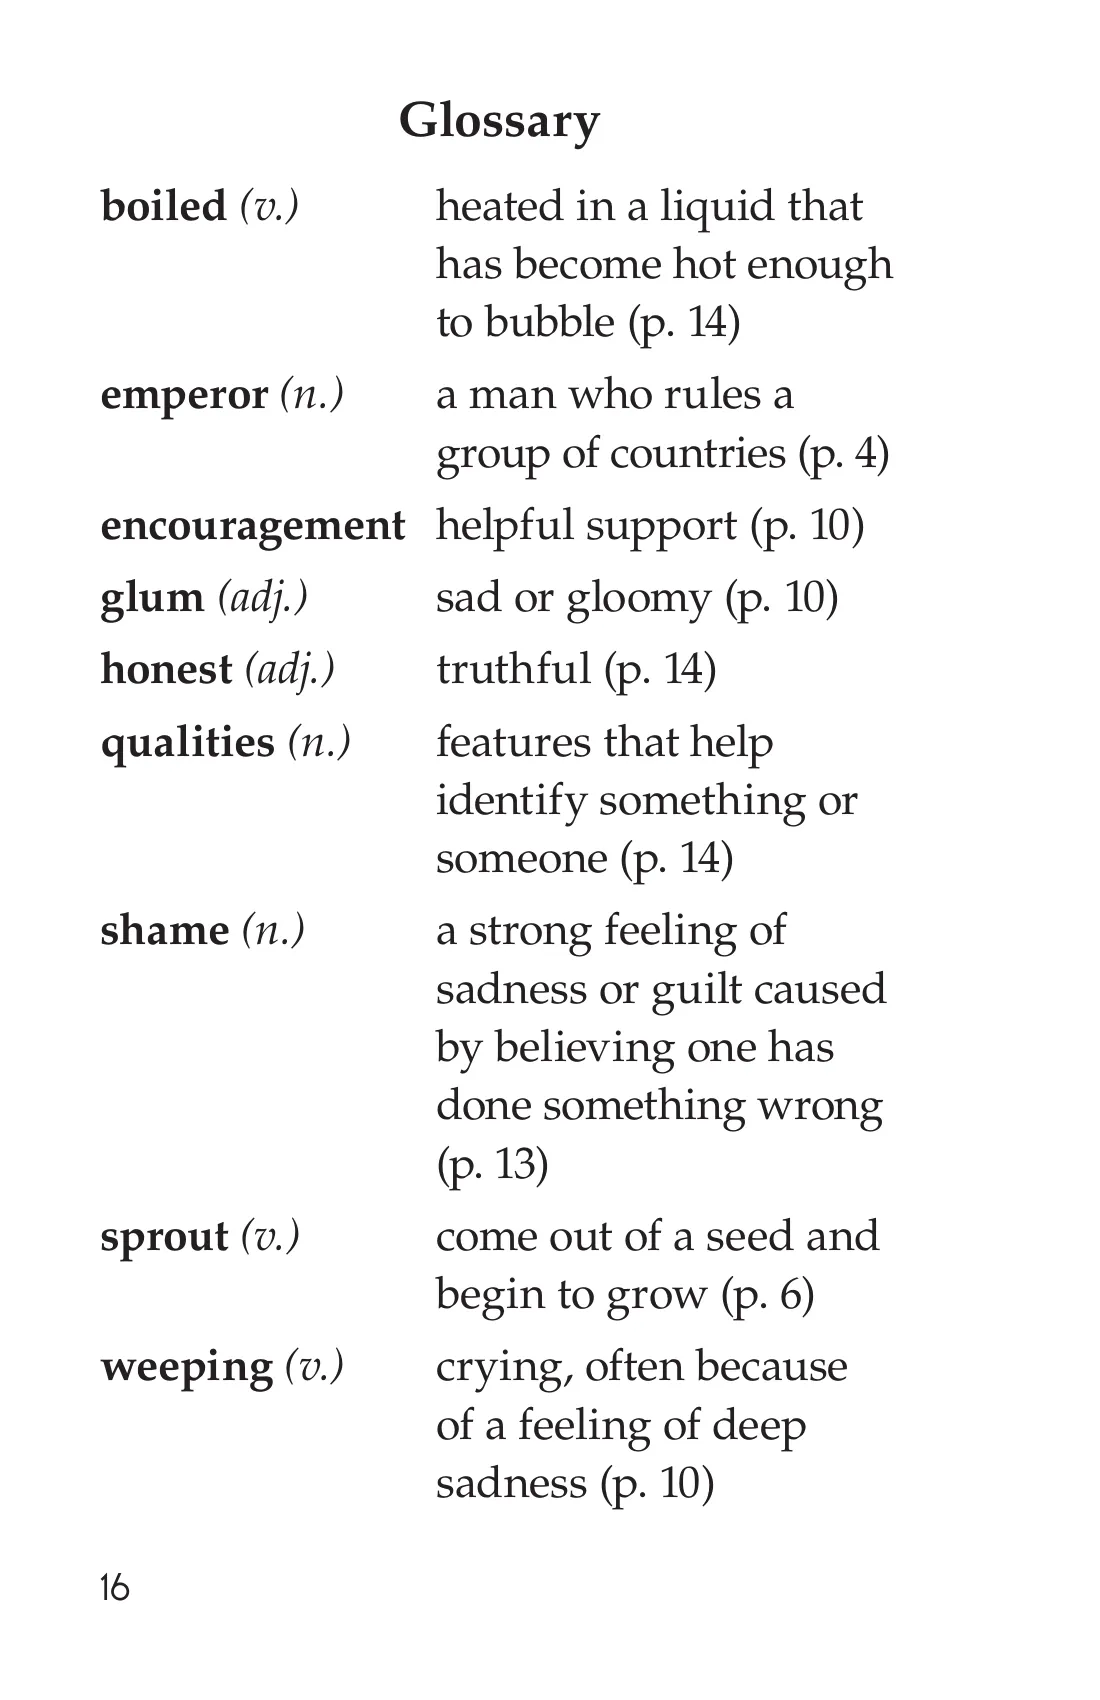 Glossary
boiled (v.) heated in a liquid that
has become hot enough
to bubble (p. 14)
emperor (n.) a man who rules a
group of countries (p. 4)
encouragement helpful support (p. 10)
glum (adj.) sad or gloomy (p. 10)
honest (adj.) truthful (p. 14)
qualities (n.) features that help
identify something or
someone (p. 14)
shame (n.) a strong feeling of
sadness or guilt caused
by believing one has
done something wrong
(p. 13)
sprout (v.) come out of a seed and
begin to grow (p. 6)
weeping (v.) crying, often because
of a feeling of deep
sadness (p. 10)
16